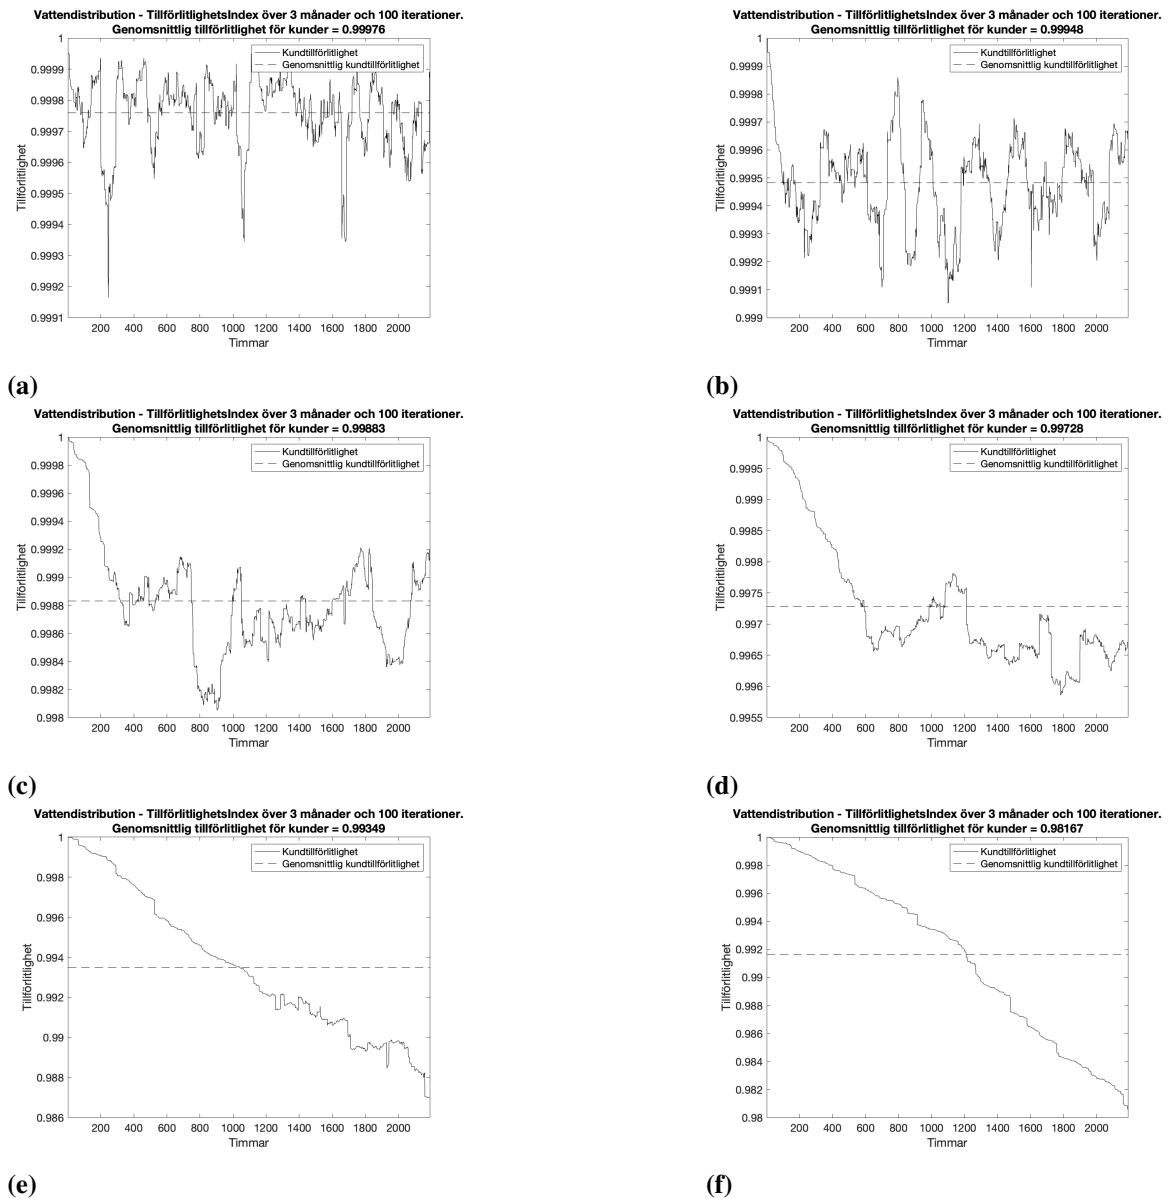 Vattendistribution - TillförlitlighetsIndex över 3 månader och 100 iterationer.
Genomsnittlig tillförlitlighet för kunder = 0.99976
Kundtillförlitlighet
Genomsnittlig kundtillförlitlighet
1
0.9999
0.9998
0.9997
0.9996
0.9995
0.9994
0.9993
0.9992
0.9991
Tillförlitlighet
200 400 600 800 1000 1200 1400 1600 1800 2000
Timmar
(a)
Vattendistribution - TillförlitlighetsIndex över 3 månader och 100 iterationer.
Genomsnittlig tillförlitlighet för kunder = 0.99948
Kundtillförlitlighet
Genomsnittlig kundtillförlitlighet
1
0.9999
0.9998
0.9997
0.9996
0.9995
0.9994
0.9993
0.9992
0.9991
0.999
Tillförlitlighet
200 400 600 800 1000 1200 1400 1600 1800 2000
Timmar
(b)
Vattendistribution - TillförlitlighetsIndex över 3 månader och 100 iterationer.
Genomsnittlig tillförlitlighet för kunder = 0.99883
Kundtillförlitlighet
Genomsnittlig kundtillförlitlighet
1
0.9998
0.9996
0.9994
0.9992
0.999
0.9988
0.9986
0.9984
0.9982
0.998
Tillförlitlighet
200 400 600 800 1000 1200 1400 1600 1800 2000
Timmar
(c)
Vattendistribution - TillförlitlighetsIndex över 3 månader och 100 iterationer.
Genomsnittlig tillförlitlighet för kunder = 0.99728
Kundtillförlitlighet
Genomsnittlig kundtillförlitlighet
1
0.9995
0.999
0.9985
0.998
0.9975
0.997
0.9965
0.996
0.9955
Tillförlitlighet
200 400 600 800 1000 1200 1400 1600 1800 2000
Timmar
(d)
Vattendistribution - TillförlitlighetsIndex över 3 månader och 100 iterationer.
Genomsnittlig tillförlitlighet för kunder = 0.99349
Kundtillförlitlighet
Genomsnittlig kundtillförlitlighet
1
0.998
0.996
0.994
0.992
0.99
0.988
0.986
Tillförlitlighet
200 400 600 800 1000 1200 1400 1600 1800 2000
Timmar
(e)
Vattendistribution - TillförlitlighetsIndex över 3 månader och 100 iterationer.
Genomsnittlig tillförlitlighet för kunder = 0.98167
Kundtillförlitlighet
Genomsnittlig kundtillförlitlighet
1
0.998
0.996
0.994
0.992
0.99
0.988
0.986
0.984
0.982
0.98
Tillförlitlighet
200 400 600 800 1000 1200 1400 1600 1800 2000
Timmar
(f)